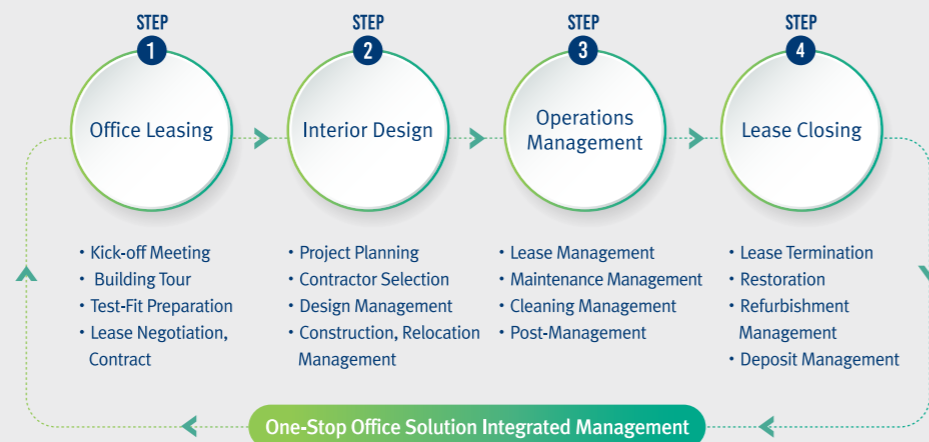 STEP
1
Office Leasing
• Kick-off Meeting
• Building Tour
• Test-Fit Preparation
• Lease Negotiation,
Contract
STEP
2
Interior Design
• Project Planning
• Contractor Selection
• Design Management
• Construction, Relocation
Management
STEP
3
Operations
Management
• Lease Management
• Maintenance Management
• Cleaning Management
• Post-Management
STEP
4
Lease Closing
• Lease Termination
• Restoration
• Refurbishment
Management
• Deposit Management
One-Stop Office Solution Integrated Management